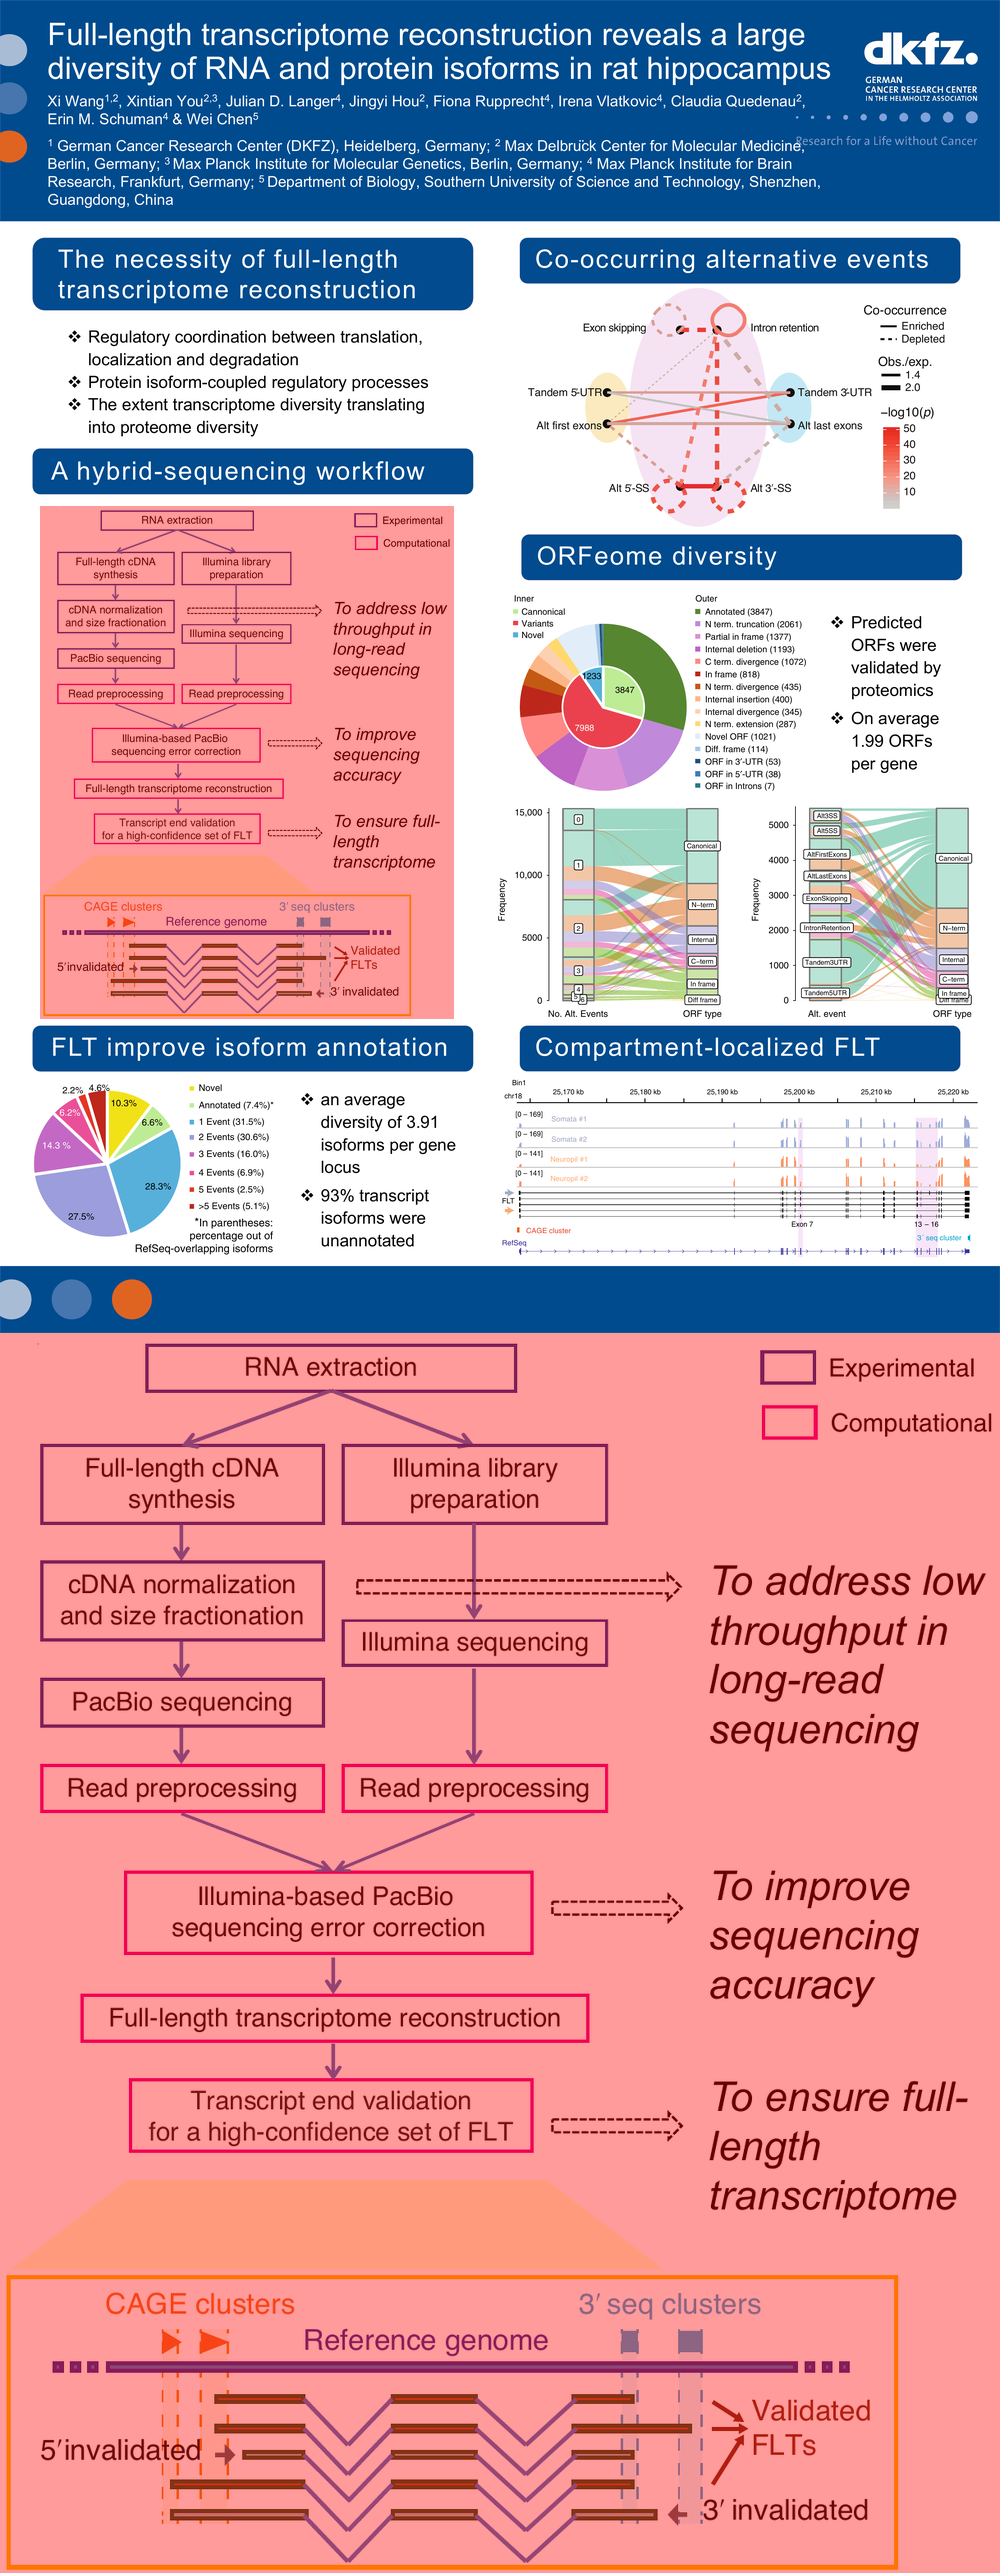 Full-length transcriptome reconstruction reveals a large
diversity of RNA and protein isoforms in rat hippocampus
Xi Wang1,2, Xintian You2,3, Julian D. Langer4, Jingyi Hou2, Fiona Rupprecht4, Irena Vlatkovic4, Claudia Quedenau2,
Erin M. Schuman4 & Wei Chen5
1 German Cancer Research Center (DKFZ), Heidelberg, Germany; 2 Max Delbrück Center for Molecular Medicine,
Berlin, Germany; 3 Max Planck Institute for Molecular Genetics, Berlin, Germany; 4 Max Planck Institute for Brain
Research, Frankfurt, Germany; 5 Department of Biology, Southern University of Science and Technology, Shenzhen,
Guangdong, China
dkfz.
GERMAN
CANCER RESEARCH CENTER
IN THE HELMHOLTZ ASSOCIATION
Research for a Life without Cancer
The necessity of full-length
transcriptome reconstruction
❖ Regulatory coordination between translation,
localization and degradation
❖ Protein isoform-coupled regulatory processes
❖ The extent transcriptome diversity translating
into proteome diversity
A hybrid-sequencing workflow
RNA extraction
Experimental
Computational
Full-length cDNA
synthesis
Illumina library
preparation
cDNA normalization
and size fractionation
Illumina sequencing
PacBio sequencing
Read preprocessing
Read preprocessing
To address low
throughput in
long-read
sequencing
Illumina-based PacBio
sequencing error correction
To improve
sequencing
accuracy
Full-length transcriptome reconstruction
Transcript end validation
for a high-confidence set of FLT
To ensure full-
length
transcriptome
CAGE clusters
3′ seq clusters
Reference genome
Validated
FLTs
5′invalidated
3′ invalidated
Co-occurring alternative events
Exon skipping
Intron retention
Tandem 5′-UTR
Tandem 3′-UTR
Alt first exons
Alt last exons
Alt 5′-SS
Alt 3′-SS
Co-occurrence
Enriched
Depleted
Obs./exp.
1.4
2.0
−log10(p)
50
40
30
20
10
ORFeome diversity
Inner
Cannonical
Variants
Novel
1233
3847
7988
Outer
Annotated (3847)
N term. truncation (2061)
Partial in frame (1377)
Internal deletion (1193)
C term. divergence (1072)
In frame (818)
N term. divergence (435)
Internal insertion (400)
Internal divergence (345)
N term. extension (287)
Novel ORF (1021)
Diff. frame (114)
ORF in 3′-UTR (53)
ORF in 5′-UTR (38)
ORF in Introns (7)
❖ Predicted
ORFs were
validated by
proteomics
❖ On average
1.99 ORFs
per gene
15,000
10,000
5000
0
Frequency
0
1
2
3
4
5
6
Canonical
N−term
Internal
C−term
In frame
Diff frame
No. Alt. Events
ORF type
5000
4000
3000
2000
1000
0
Frequency
Alt3SS
Alt5SS
AltFirstExons
AltLastExons
ExonSkipping
IntronRetention
Tandem3UTR
Tandem5UTR
Canonical
N−term
Internal
C−term
In frame
Diff frame
Alt. event
ORF type
FLT improve isoform annotation
2.2%
4.6%
10.3%
6.6%
6.2%
14.3 %
28.3%
27.5%
Novel
Annotated (7.4%)*
1 Event (31.5%)
2 Events (30.6%)
3 Events (16.0%)
4 Events (6.9%)
5 Events (2.5%)
>5 Events (5.1%)
*In parentheses:
percentage out of
RefSeq-overlapping isoforms
❖ an average
diversity of 3.91
isoforms per gene
locus
❖ 93% transcript
isoforms were
unannotated
Compartment-localized FLT
Bin1
chr18
25,170 kb
25,180 kb
25,190 kb
25,200 kb
25,210 kb
25,220 kb
[0 – 169]
Somata #1
[0 – 169]
Somata #2
[0 – 141]
Neuropil #1
[0 – 141]
Neuropil #2
FLT
Exon 7
13 – 16
CAGE cluster
3′ seq cluster
RefSeq
RNA extraction
Experimental
Computational
Full-length cDNA
synthesis
Illumina library
preparation
cDNA normalization
and size fractionation
Illumina sequencing
PacBio sequencing
Read preprocessing
Read preprocessing
To address low
throughput in
long-read
sequencing
Illumina-based PacBio
sequencing error correction
To improve
sequencing
accuracy
Full-length transcriptome reconstruction
Transcript end validation
for a high-confidence set of FLT
To ensure full-
length
transcriptome
CAGE clusters
3′ seq clusters
Reference genome
Validated
FLTs
5′invalidated
3′ invalidated